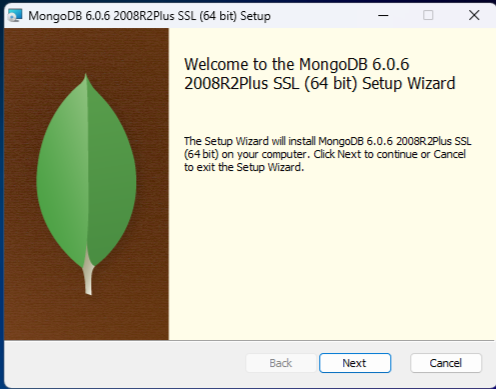 MongoDB 6.0.6 2008R2Plus SSL (64 bit) Setup
Welcome to the MongoDB 6.0.6
2008R2Plus SSL (64 bit) Setup Wizard
The Setup Wizard will install MongoDB 6.0.6 2008R2Plus SSL
(64 bit) on your computer. Click Next to continue or Cancel
to exit the Setup Wizard.
Back Next Cancel